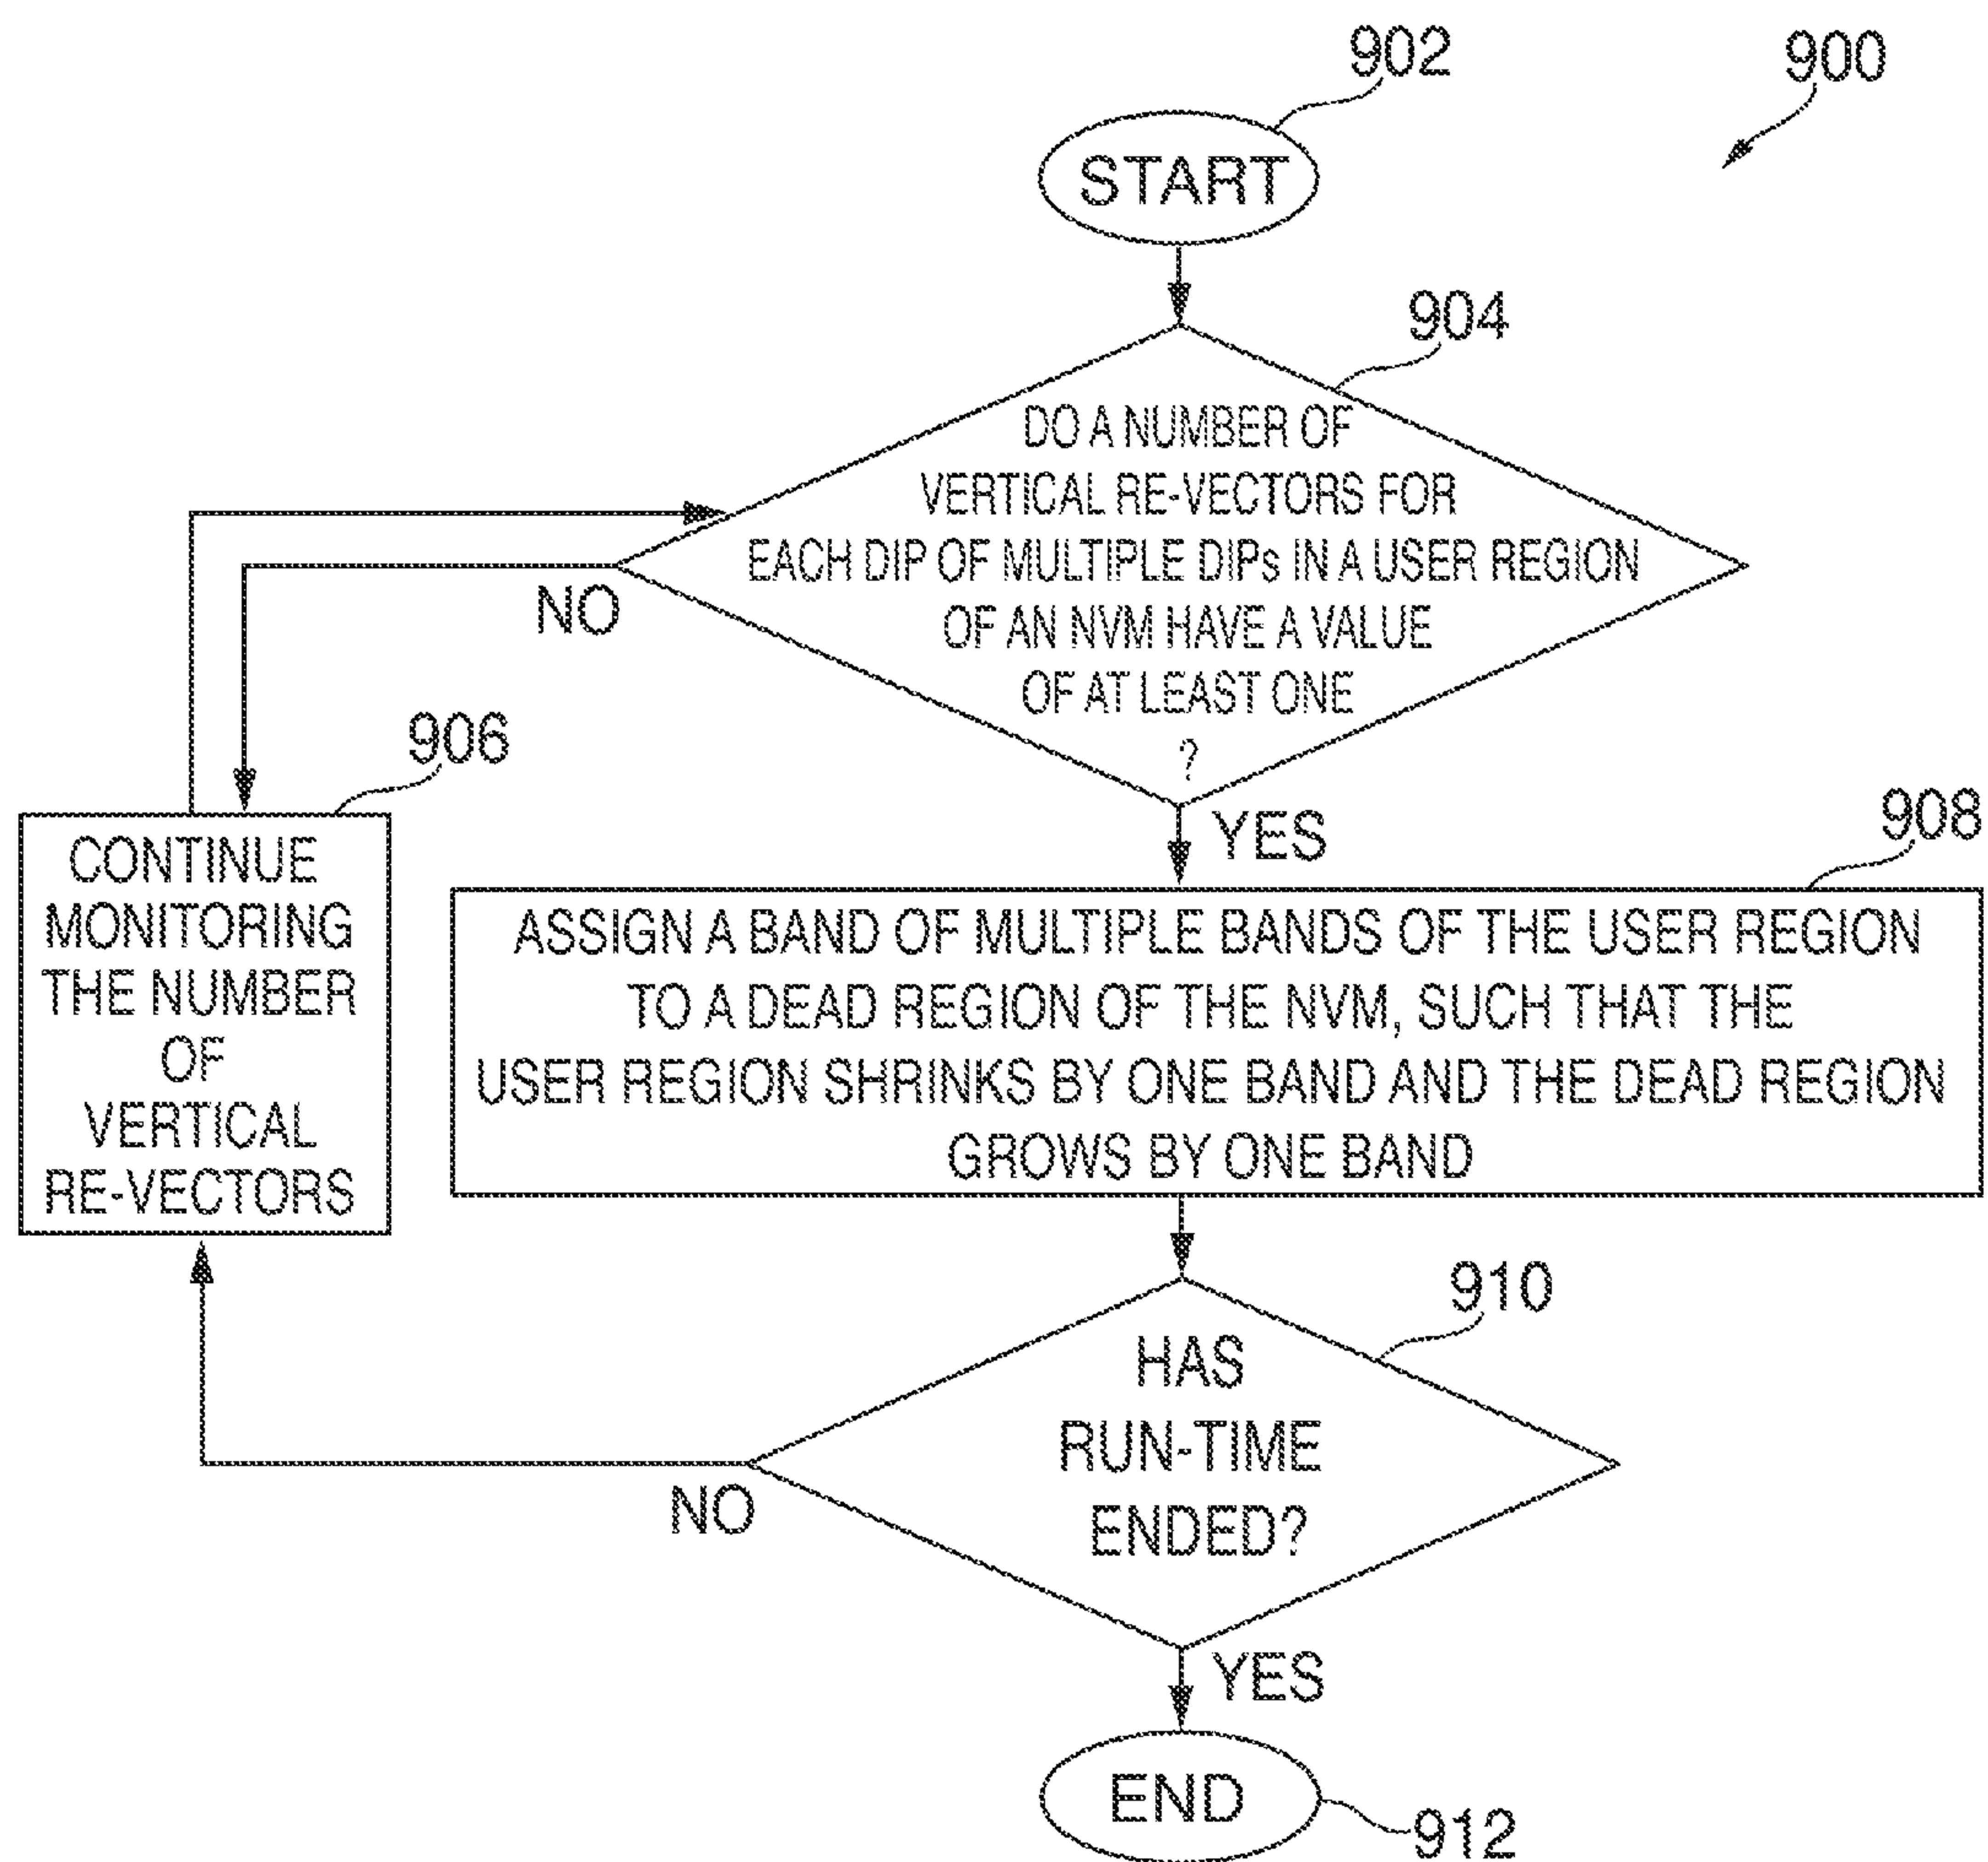 902
900
START
904
DO A NUMBER OF
VERTICAL RE-VECTORS FOR
EACH DIP OF MULTIPLE DIPs IN A USER REGION
OF AN NVM HAVE A VALUE
OF AT LEAST ONE
?
NO
906
CONTINUE
MONITORING
THE NUMBER
OF
VERTICAL
RE-VECTORS
YES
908
ASSIGN A BAND OF MULTIPLE BANDS OF THE USER REGION
TO A DEAD REGION OF THE NVM, SUCH THAT THE
USER REGION SHRINKS BY ONE BAND AND THE DEAD REGION
GROWS BY ONE BAND
910
HAS
RUN-TIME
ENDED?
NO
YES
END
912